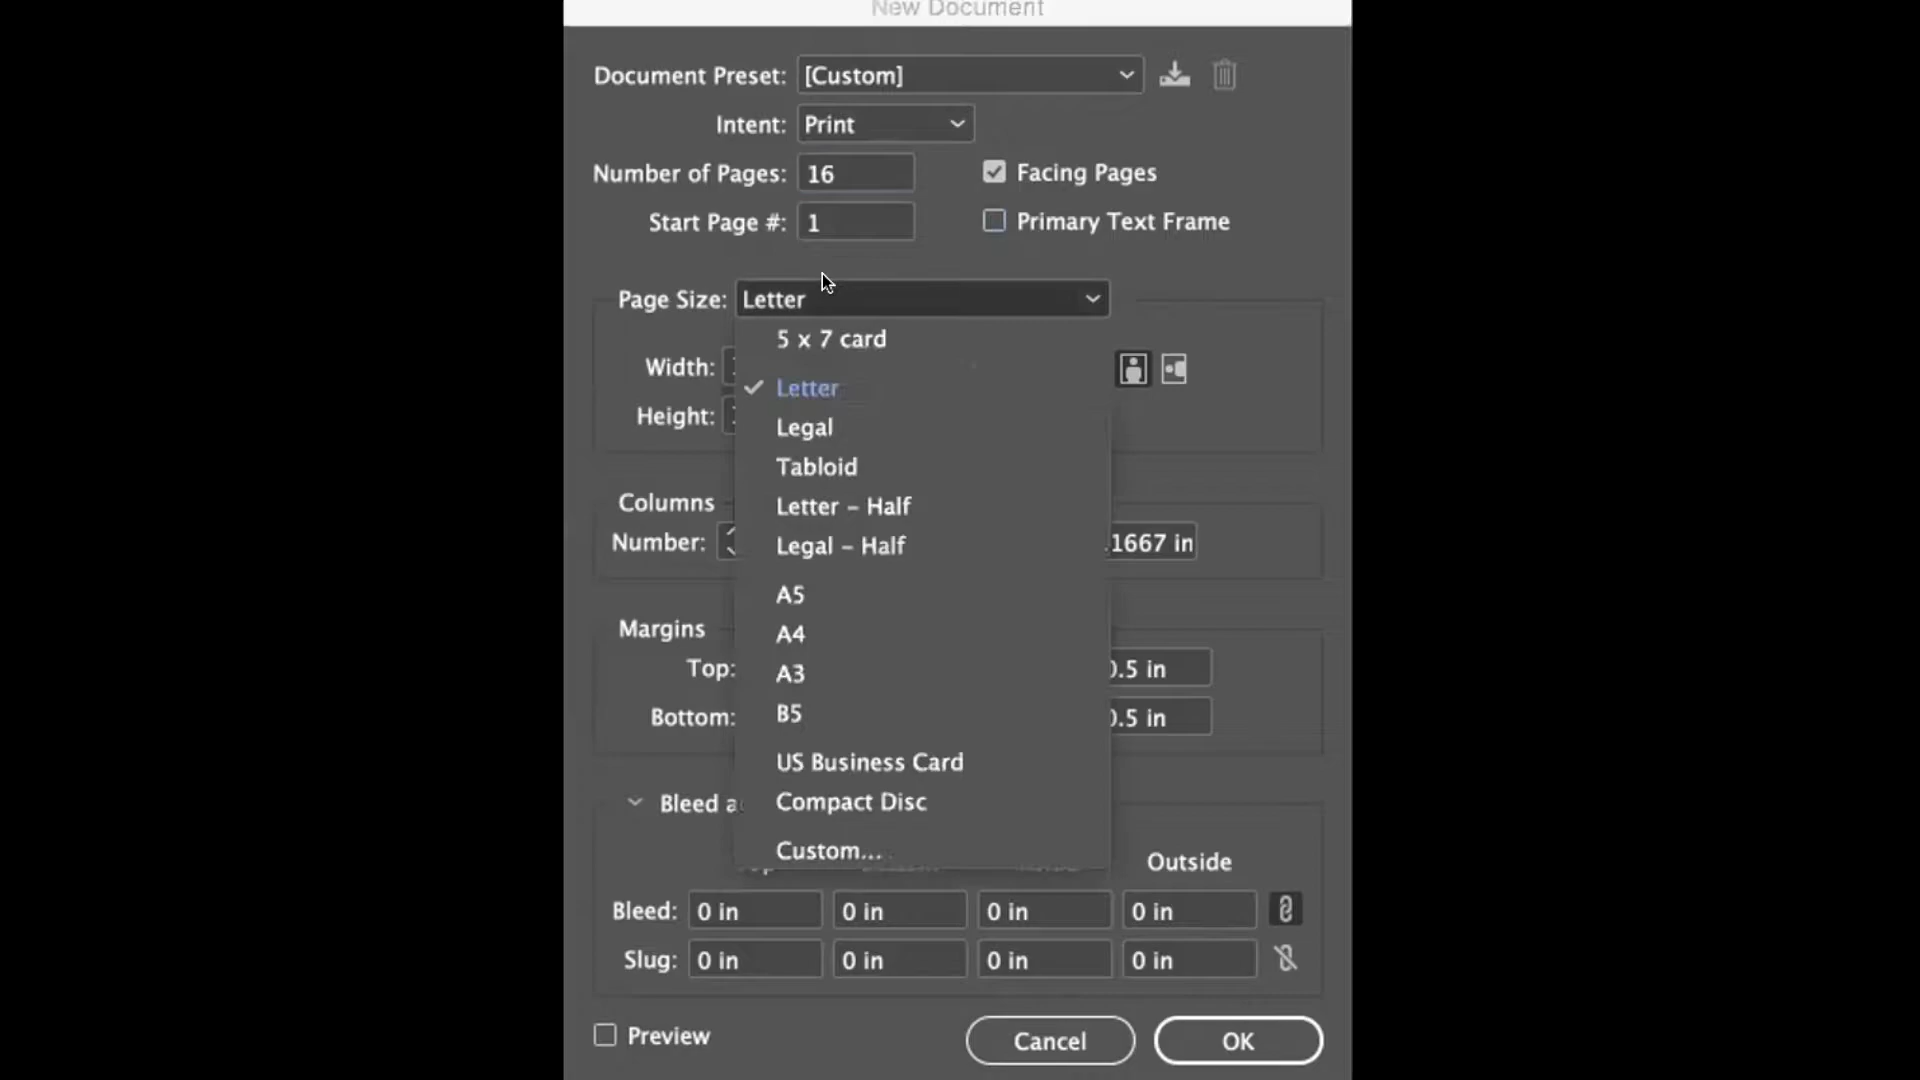 New Document
Document Preset: [Custom]
Intent: Print
Number of Pages: 16 Facing Pages
Start Page #: 1 Primary Text Frame
Page Size: Letter
5 x 7 card
Width:
Letter
Height:
Legal
Tabloid
Columns
Letter – Half
Number: .1667 in
Legal – Half
A5
Margins
A4
Top: 0.5 in
A3
Bottom: 0.5 in
B5
US Business Card
Bleed a
Compact Disc
Custom...
Outside
Bleed: 0 in 0 in 0 in 0 in
Slug: 0 in 0 in 0 in 0 in
Preview Cancel OK